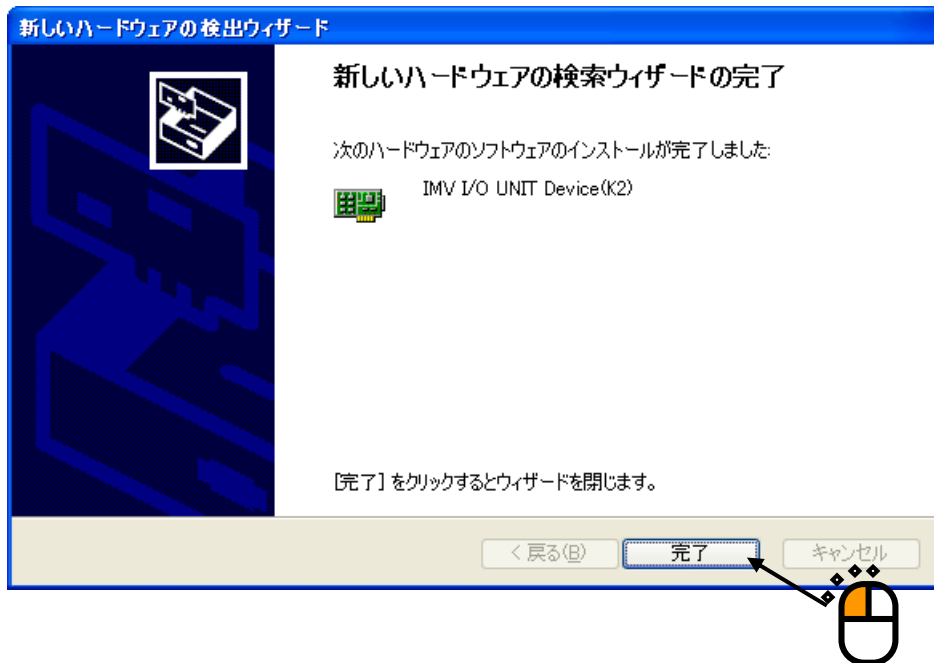 新しいハードウェアの検出ウィザード
新しいハードウェアの検索ウィザードの完了
次のハードウェアのソフトウェアのインストールが完了しました:
IMV I/O UNIT Device(K2)
[完了] をクリックするとウィザードを閉じます。
< 戻る(B)
完了
キャンセル